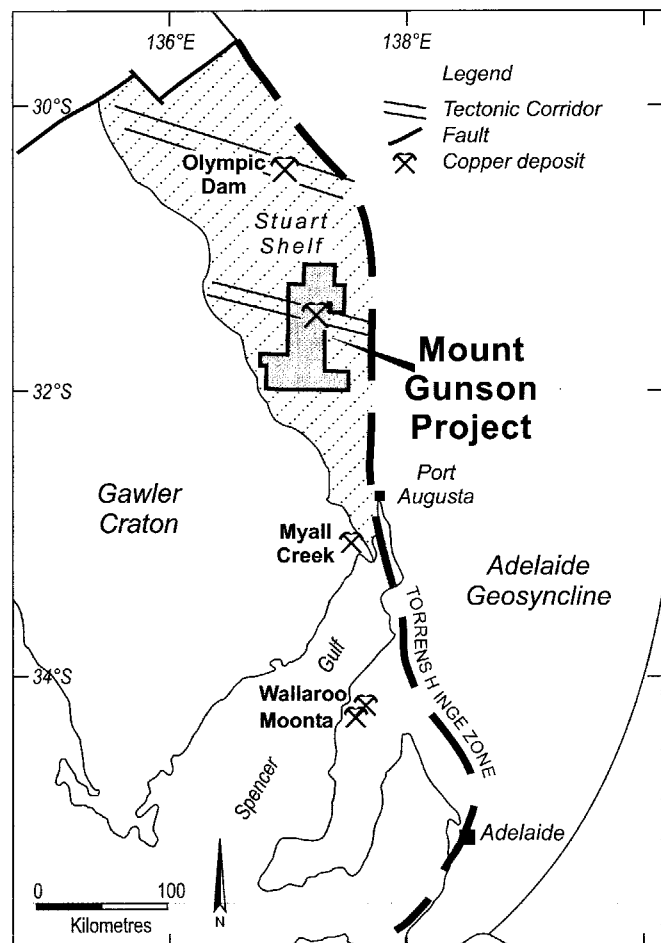 136°E
138°E
Legend
Tectonic Corridor
Fault
Copper deposit
30°S
Olympic
Dam
Stuart
Shelf
Mount
Gunson
Project
32°S
Port
Augusta
Gawler
Craton
Myall
Creek
Adelaide
Geosyncline
TORRENS HINGE ZONE
Gulf
34°S
Wallaroo
Moonta
Spencer
Adelaide
0
100
Kilometres
N